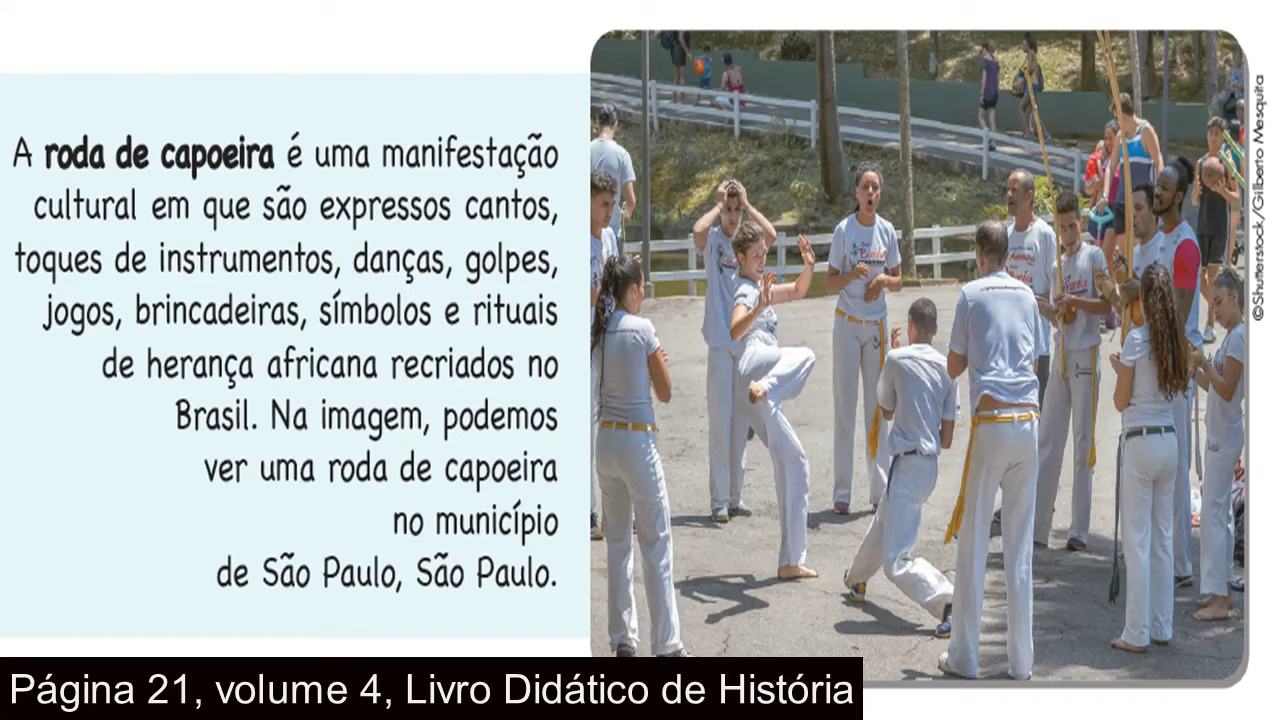 A roda de capoeira é uma manifestação
cultural em que são expressos cantos,
toques de instrumentos, danças, golpes,
jogos, brincadeiras, símbolos e rituais
de herança africana recriados no
Brasil. Na imagem, podemos
ver uma roda de capoeira
no município
de São Paulo, São Paulo.
©Shutterstock/Gilberto Mesquita
Página 21, volume 4, Livro Didático de História